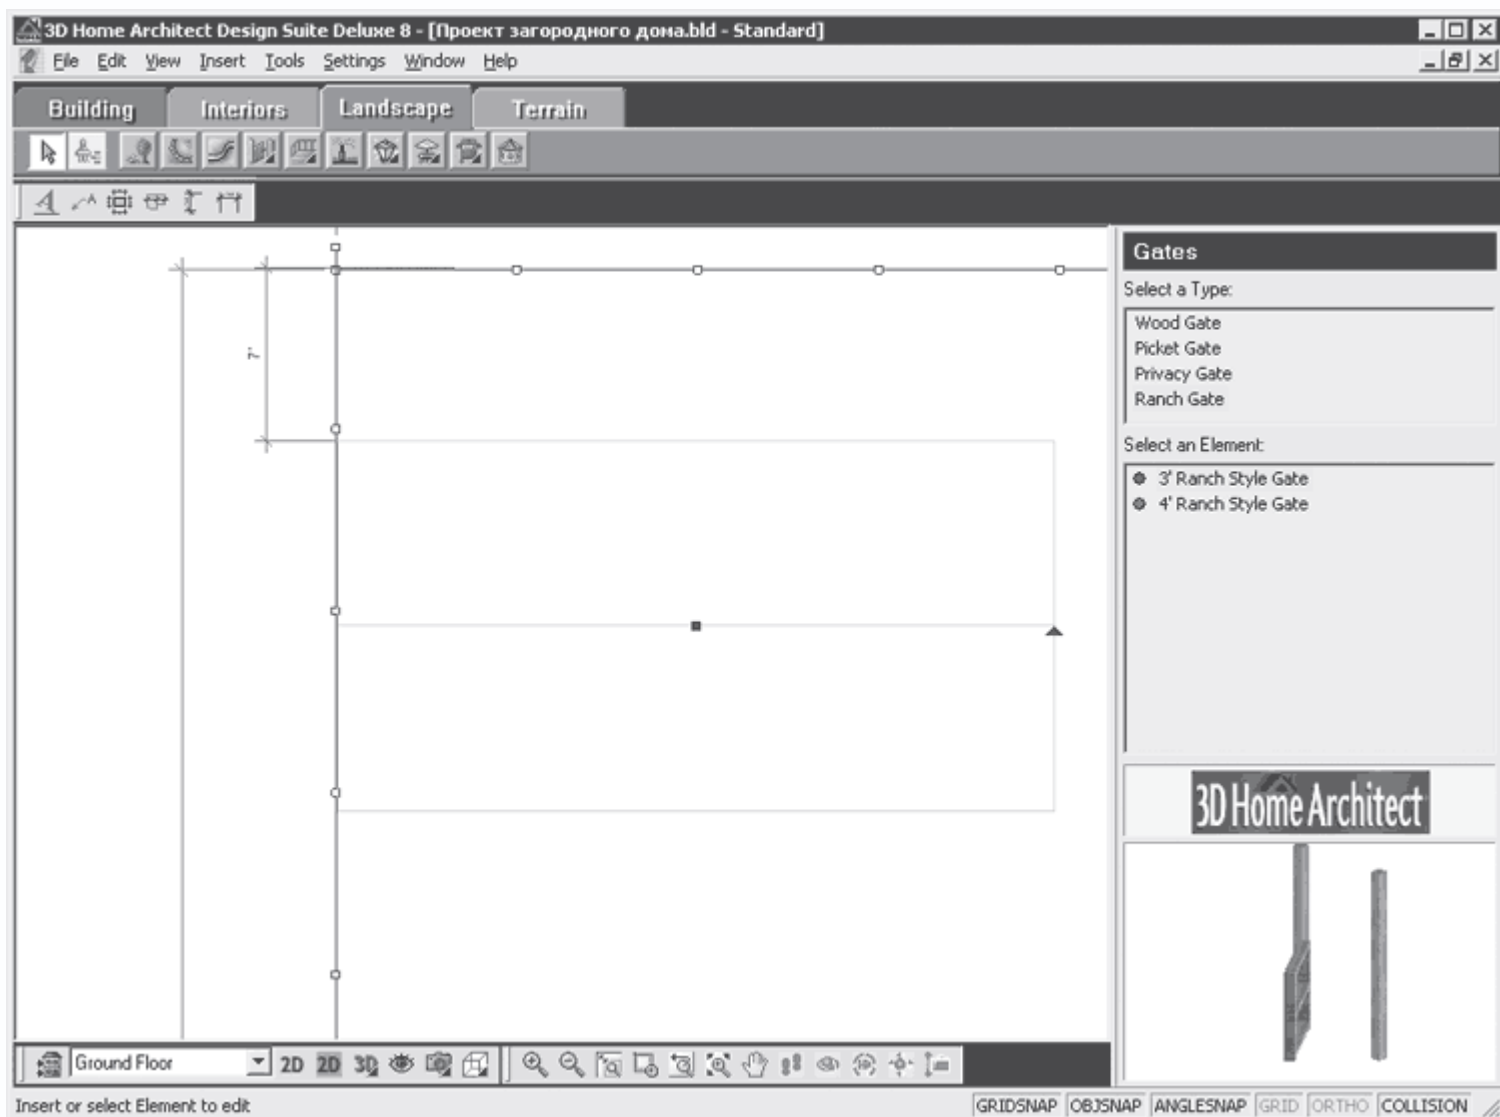 3D Home Architect Design Suite Deluxe 8 - [Проект загородного дома.bld - Standard]
File Edit View Insert Tools Settings Window Help
Building Interiors Landscape Terrain
Gates
Select a Type:
Wood Gate
Picket Gate
Privacy Gate
Ranch Gate
7'
Select an Element:
3' Ranch Style Gate
4' Ranch Style Gate
3D Home Architect
Ground Floor 2D 2D 3D
Insert or select Element to edit GRIDSNAP OBJSNAP ANGLESNAP GRID ORTHO COLLISION